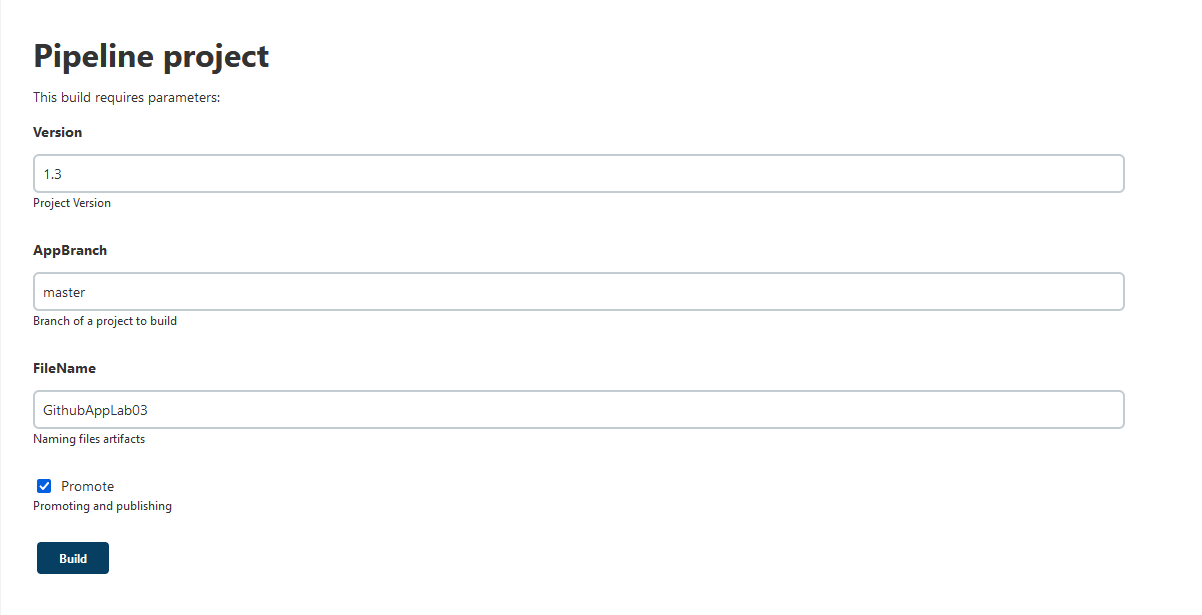 Pipeline project
This build requires parameters:
Version
1.3
Project Version
AppBranch
master
Branch of a project to build
FileName
GithubAppLab03
Naming files artifacts
Promote
Promoting and publishing
Build